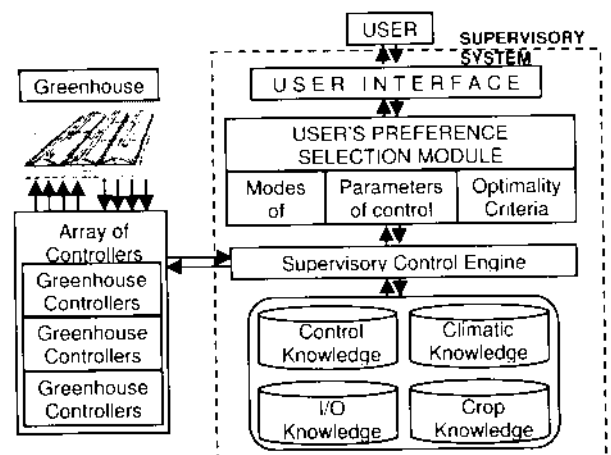 USER
SUPERVISORY
SYSTEM
USER INTERFACE
Greenhouse
USER'S PREFERENCE
SELECTION MODULE
Modes
of
Parameters
of control
Optimality
Criteria
Array of
Controllers
Supervisory Control Engine
Greenhouse
Controllers
Greenhouse
Controllers
Greenhouse
Controllers
Control
Knowledge
Climatic
Knowledge
I/O
Knowledge
Crop
Knowledge